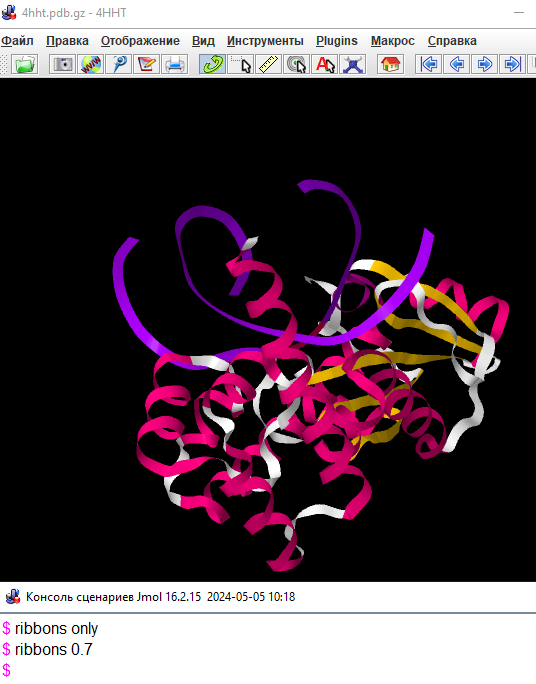 4hht.pdb.gz - 4HHT
Файл Правка Отображение Вид Инструменты Plugins Макрос Справка
Консоль сценариев Jmol 16.2.15 2024-05-05 10:18
$ ribbons only
$ ribbons 0.7
$